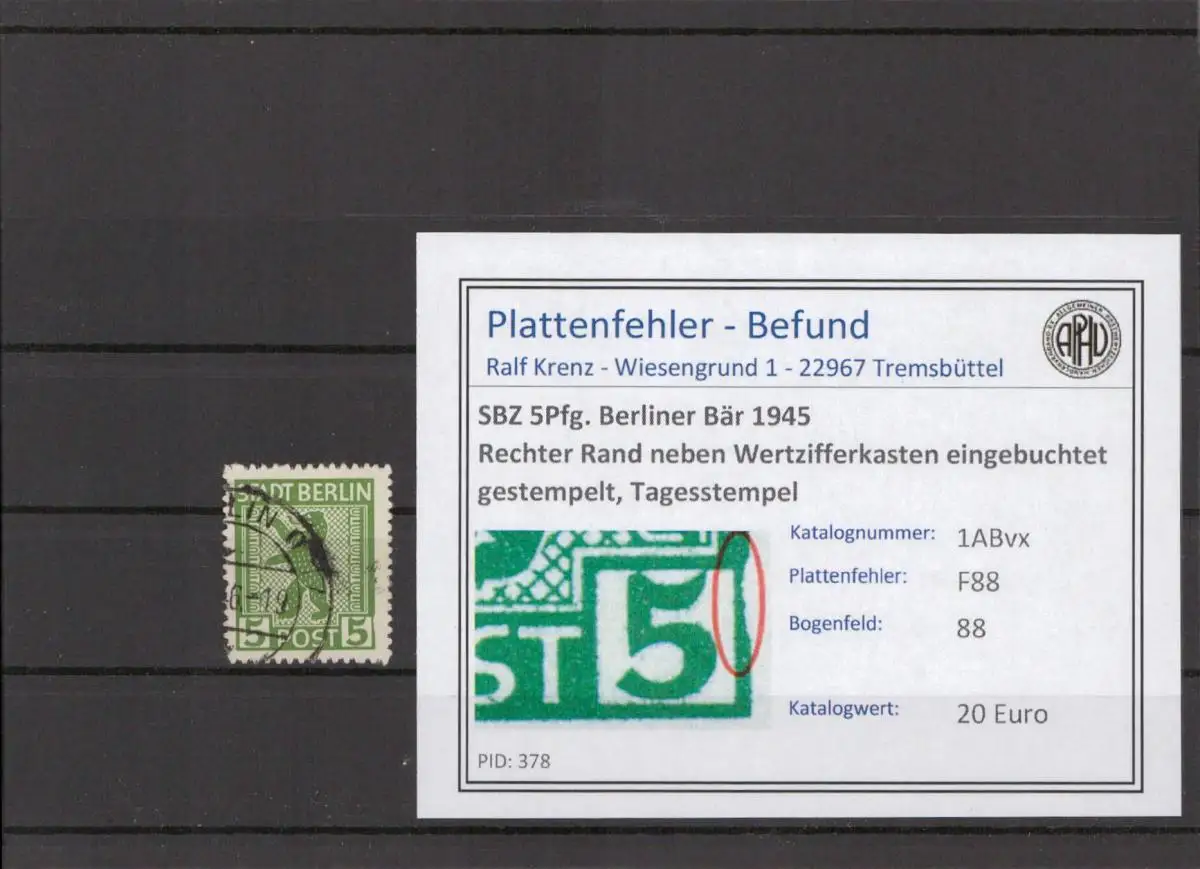 STADT BERLIN
5 POST 5
Plattenfehler - Befund
Ralf Krenz - Wiesengrund 1 - 22967 Tremsbüttel
APHV
SBZ 5Pfg. Berliner Bär 1945
Rechter Rand neben Wertzifferkasten eingebuchtet
gestempelt, Tagesstempel
ST 5
Katalognummer: 1ABvx
Plattenfehler: F88
Bogenfeld: 88
Katalogwert: 20 Euro
PID: 378